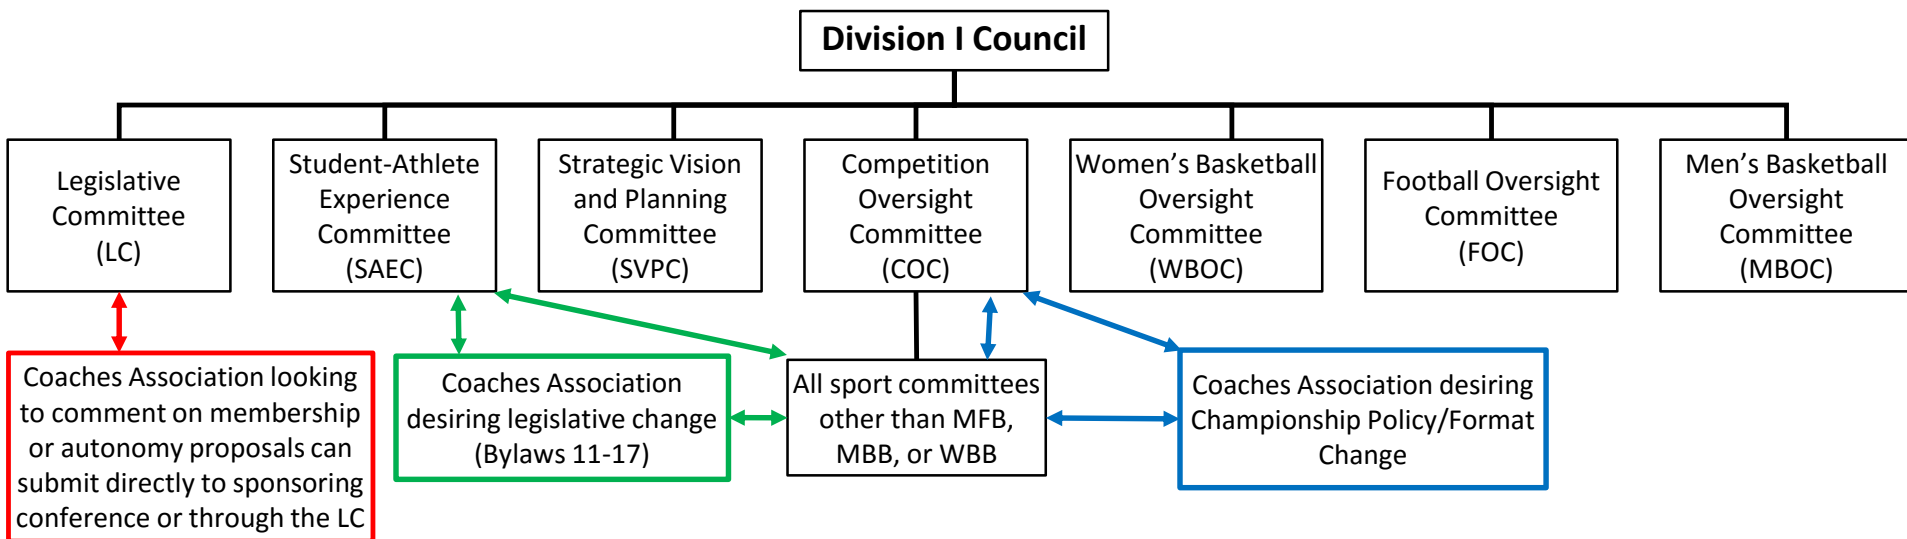 Division I Council
Legislative
Committee
(LC)
Student-Athlete
Experience
Committee
(SAEC)
Strategic Vision
and Planning
Committee
(SVPC)
Competition
Oversight
Committee
(COC)
Women’s Basketball
Oversight
Committee
(WBOC)
Football Oversight
Committee
(FOC)
Men’s Basketball
Oversight
Committee
(MBOC)
Coaches Association looking
to comment on membership
or autonomy proposals can
submit directly to sponsoring
conference or through the LC
Coaches Association
desiring legislative change
(Bylaws 11-17)
All sport committees
other than MFB,
MBB, or WBB
Coaches Association desiring
Championship Policy/Format
Change